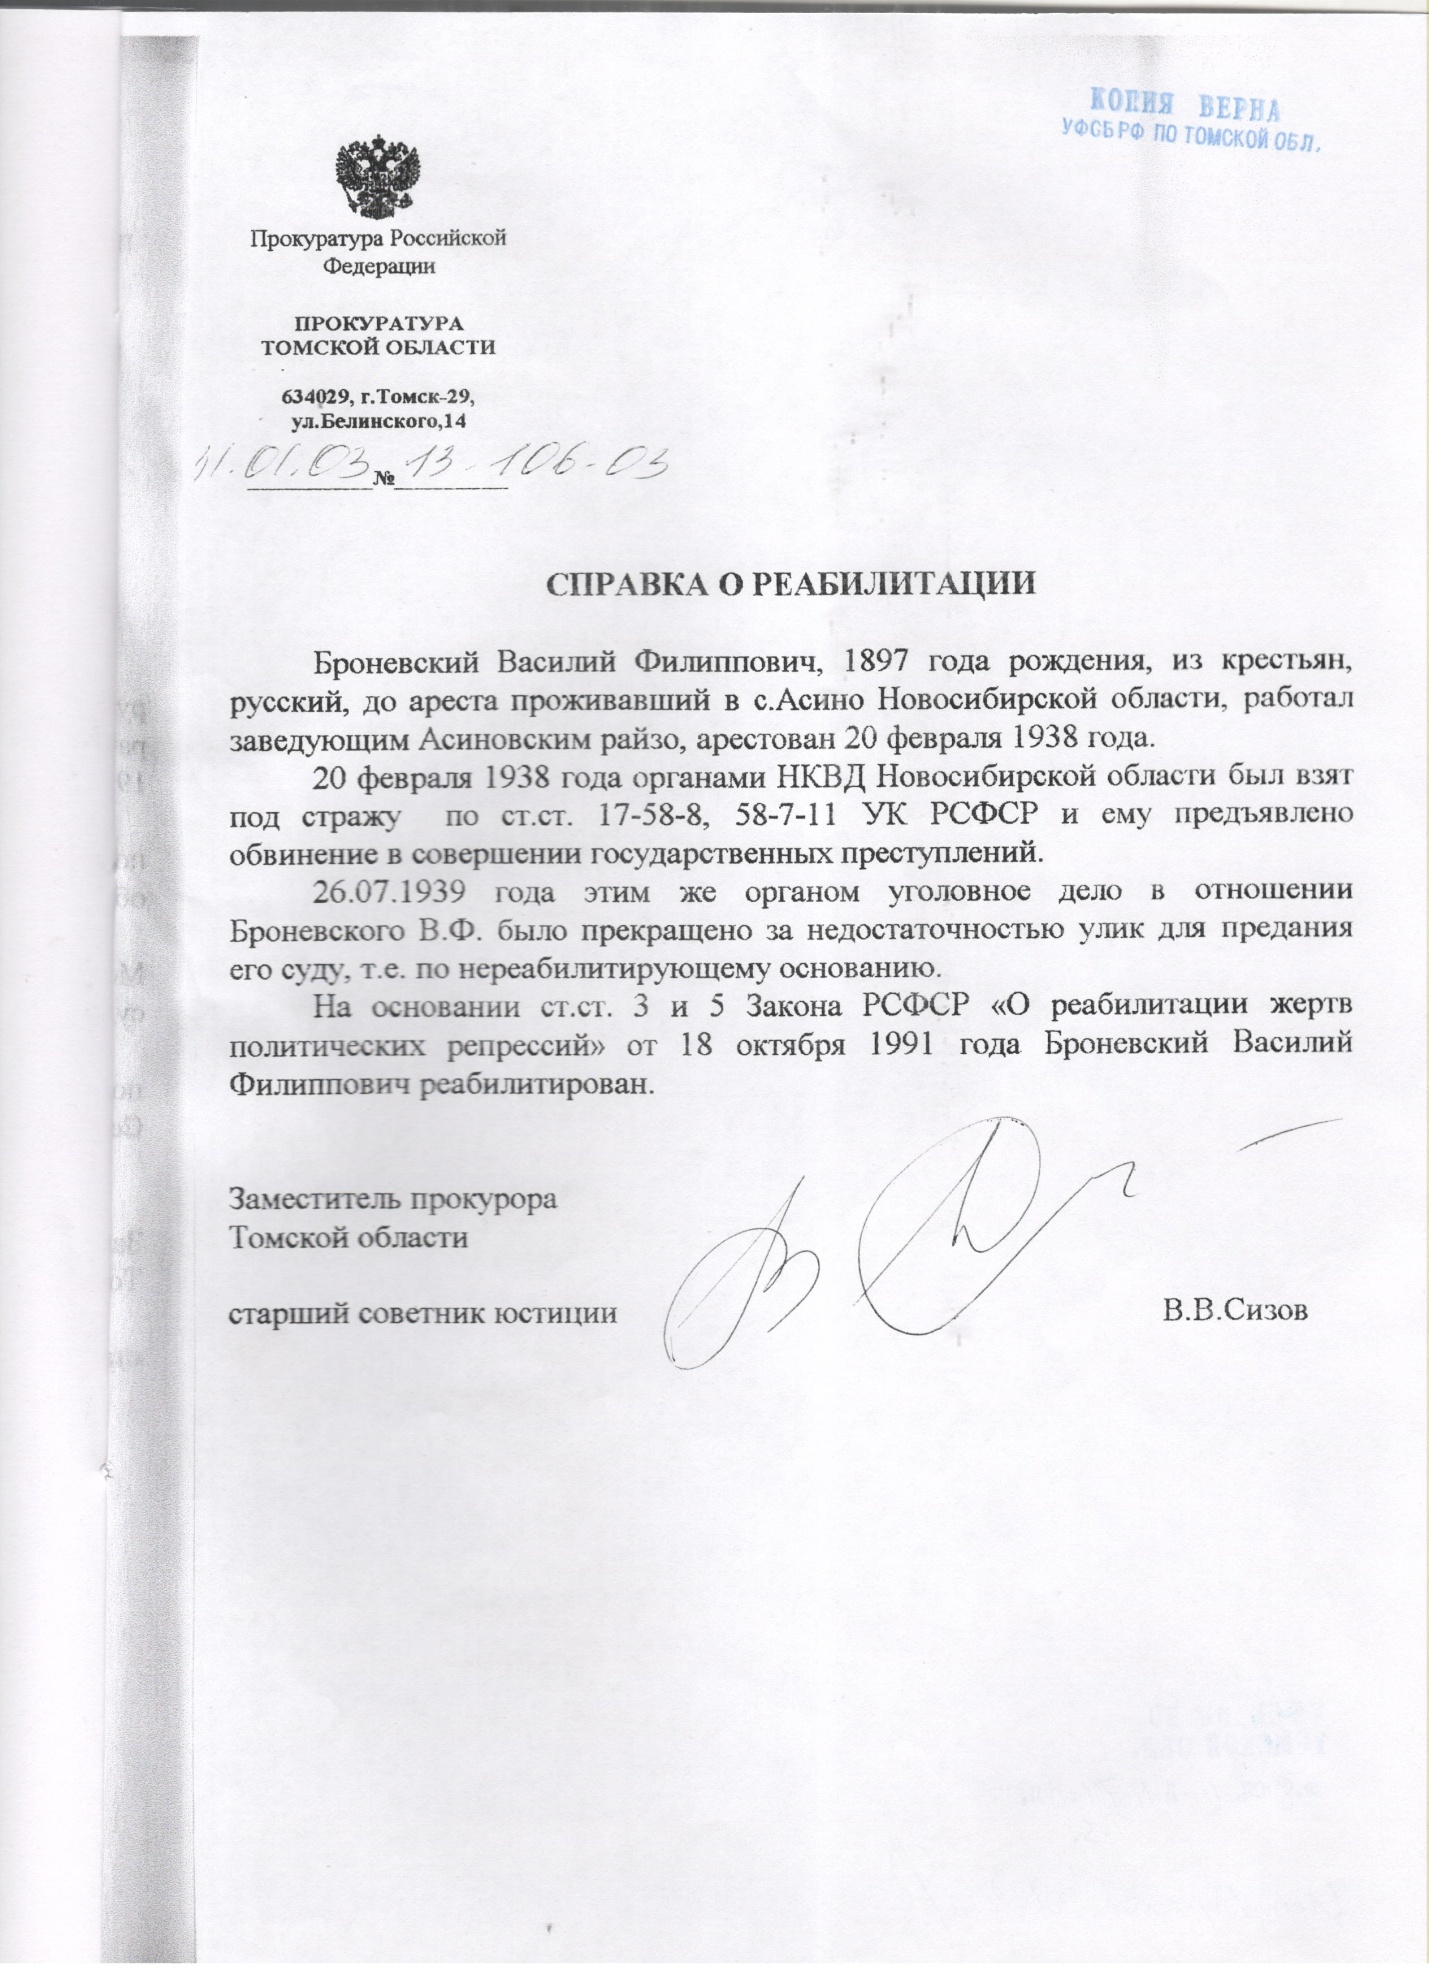 КОПИЯ ВЕРНА
УФСБ РФ ПО ТОМСКОЙ ОБЛ.
Прокуратура Российской
Федерации
ПРОКУРАТУРА
ТОМСКОЙ ОБЛАСТИ
634029, г.Томск-29,
ул.Белинского,14
.01.03 № 13-106-03
СПРАВКА О РЕАБИЛИТАЦИИ
Броневский Василий Филиппович, 1897 года рождения, из крестьян,
русский, до ареста проживавший в с.Асино Новосибирской области, работал
заведующим Асиновским райзо, арестован 20 февраля 1938 года.
20 февраля 1938 года органами НКВД Новосибирской области был взят
под стражу по ст.ст. 17-58-8, 58-7-11 УК РСФСР и ему предъявлено
обвинение в совершении государственных преступлений.
26.07.1939 года этим же органом уголовное дело в отношении
Броневского В.Ф. было прекращено за недостаточностью улик для предания
его суду, т.е. по нереабилитирующему основанию.
На основании ст.ст. 3 и 5 Закона РСФСР «О реабилитации жертв
политических репрессий» от 18 октября 1991 года Броневский Василий
Филиппович реабилитирован.
Заместитель прокурора
Томской области
старший советник юстиции В.В.Сизов